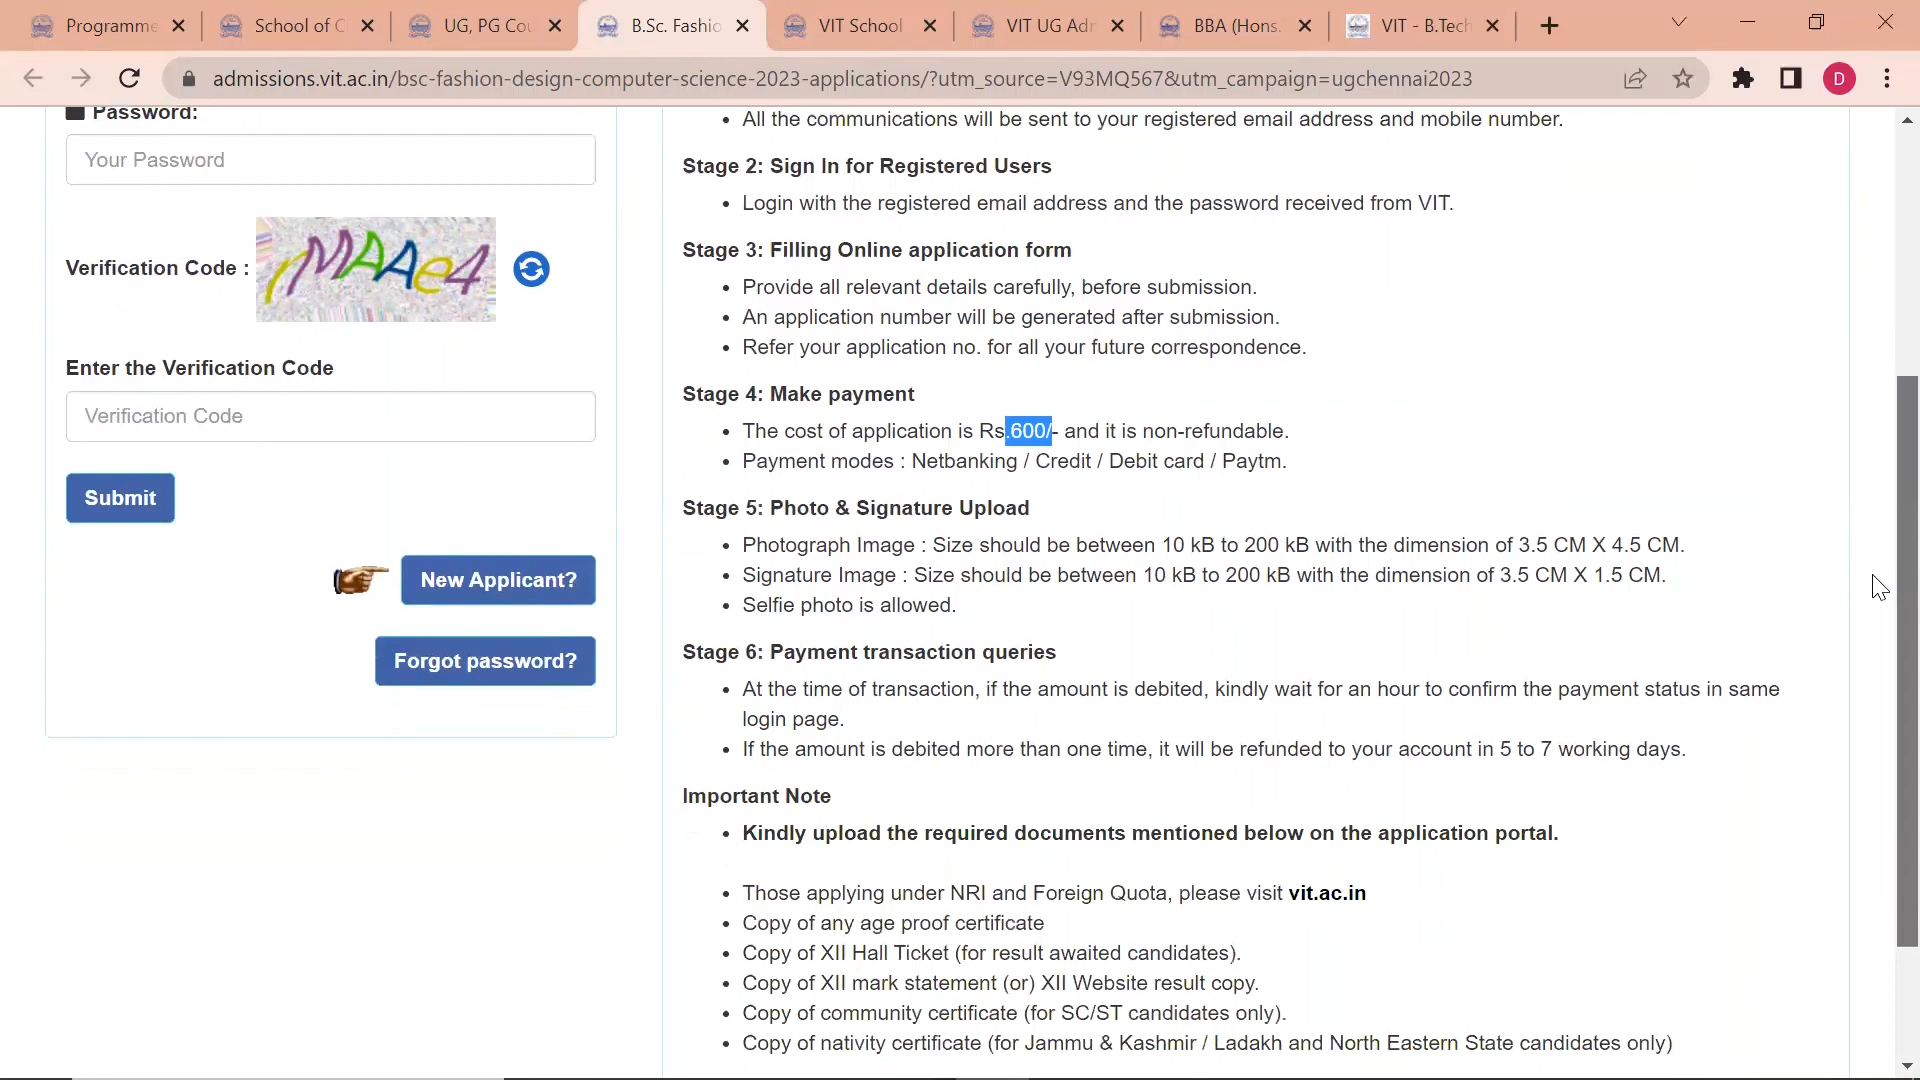 Programme
School of C
UG, PG Cou
B.Sc. Fashio
VIT School
VIT UG Adm
BBA (Hons.
VIT - B.Tech
admissions.vit.ac.in/bsc-fashion-design-computer-science-2023-applications/?utm_source=V93MQ567&utm_campaign=ugchennai2023
D
Password:
Your Password
Verification Code :
Enter the Verification Code
Verification Code
Submit
New Applicant?
Forgot password?
• All the communications will be sent to your registered email address and mobile number.
Stage 2: Sign In for Registered Users
• Login with the registered email address and the password received from VIT.
Stage 3: Filling Online application form
• Provide all relevant details carefully, before submission.
• An application number will be generated after submission.
• Refer your application no. for all your future correspondence.
Stage 4: Make payment
• The cost of application is Rs.600/- and it is non-refundable.
• Payment modes : Netbanking / Credit / Debit card / Paytm.
Stage 5: Photo & Signature Upload
• Photograph Image : Size should be between 10 kB to 200 kB with the dimension of 3.5 CM X 4.5 CM.
• Signature Image : Size should be between 10 kB to 200 kB with the dimension of 3.5 CM X 1.5 CM.
• Selfie photo is allowed.
Stage 6: Payment transaction queries
• At the time of transaction, if the amount is debited, kindly wait for an hour to confirm the payment status in same
login page.
• If the amount is debited more than one time, it will be refunded to your account in 5 to 7 working days.
Important Note
• Kindly upload the required documents mentioned below on the application portal.
• Those applying under NRI and Foreign Quota, please visit vit.ac.in
• Copy of any age proof certificate
• Copy of XII Hall Ticket (for result awaited candidates).
• Copy of XII mark statement (or) XII Website result copy.
• Copy of community certificate (for SC/ST candidates only).
• Copy of nativity certificate (for Jammu & Kashmir / Ladakh and North Eastern State candidates only)